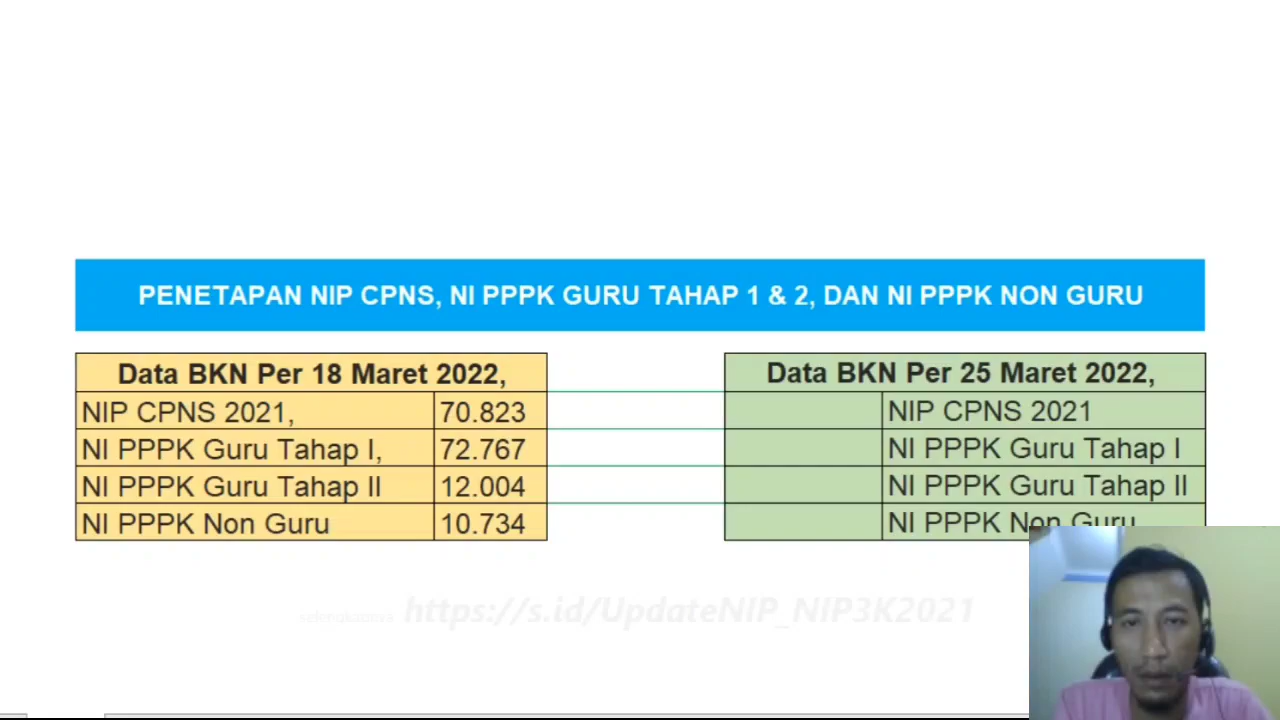 PENETAPAN NIP CPNS, NI PPPK GURU TAHAP 1 & 2, DAN NI PPPK NON GURU
Data BKN Per 18 Maret 2022,
NIP CPNS 2021, 70.823
NI PPPK Guru Tahap I, 72.767
NI PPPK Guru Tahap II 12.004
NI PPPK Non Guru 10.734
Data BKN Per 25 Maret 2022,
NIP CPNS 2021
NI PPPK Guru Tahap I
NI PPPK Guru Tahap II
NI PPPK Non Guru
selengkapnya https://s.id/UpdateNIP_NIP3K2021